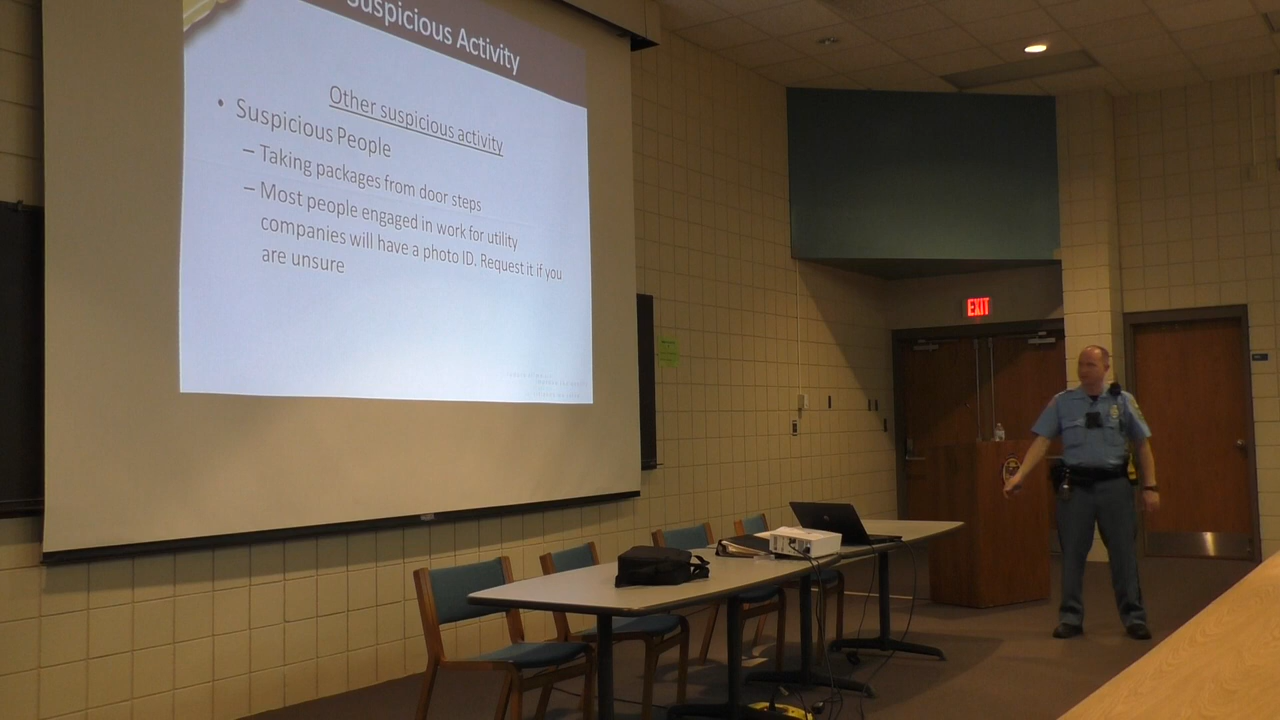 Suspicious Activity
Other suspicious activity
• Suspicious People
– Taking packages from door steps
– Most people engaged in work for utility
companies will have a photo ID. Request it if you
are unsure
EXIT